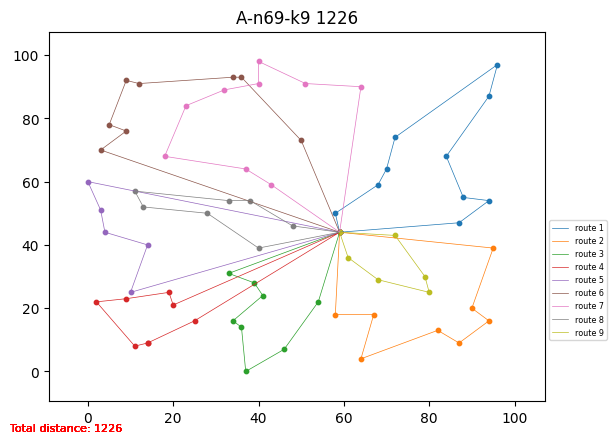 A-n69-k9 1226
100
80
60
40
20
0
0 20 40 60 80 100
route 1
route 2
route 3
route 4
route 5
route 6
route 7
route 8
route 9
Total distance: 1226